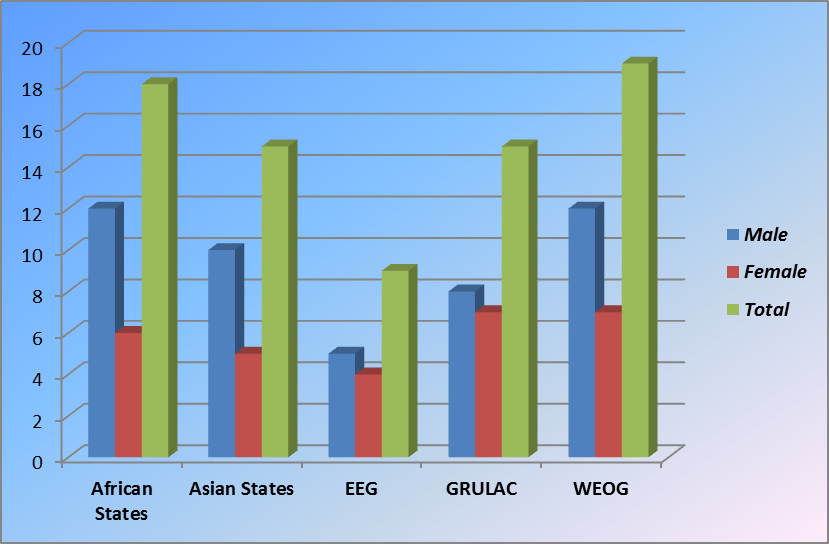 20
18
16
14
12
10
8
6
4
2
0
African
States
Asian States
EEG
GRULAC
WEOG
Male
Female
Total